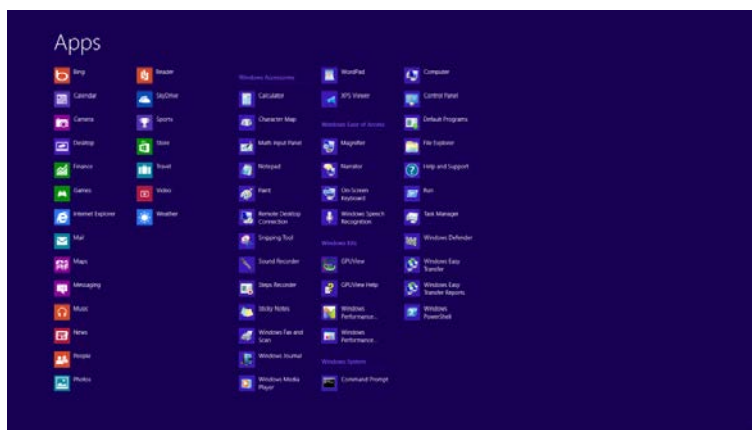 Apps
Bing
Calendar
Camera
Desktop
Finance
Games
Internet Explorer
Mail
Maps
Messaging
Music
News
People
Photos
Reader
SkyDrive
Sports
Store
Travel
Video
Weather
Windows Accessories
Calculator
Character Map
Math Input Panel
Notepad
Paint
Remote Desktop
Connection
Snipping Tool
Sound Recorder
Steps Recorder
Sticky Notes
Windows Fax and
Scan
Windows Journal
Windows Media
Player
WordPad
XPS Viewer
Windows Ease of Access
Magnifier
Narrator
On-Screen
Keyboard
Windows Speech
Recognition
Windows Kits
GPUView
GPUView Help
Windows
Performance...
Windows
Performance...
Windows System
Command Prompt
Computer
Control Panel
Default Programs
File Explorer
Help and Support
Run
Task Manager
Windows Defender
Windows Easy
Transfer
Windows Easy
Transfer Reports
Windows
PowerShell